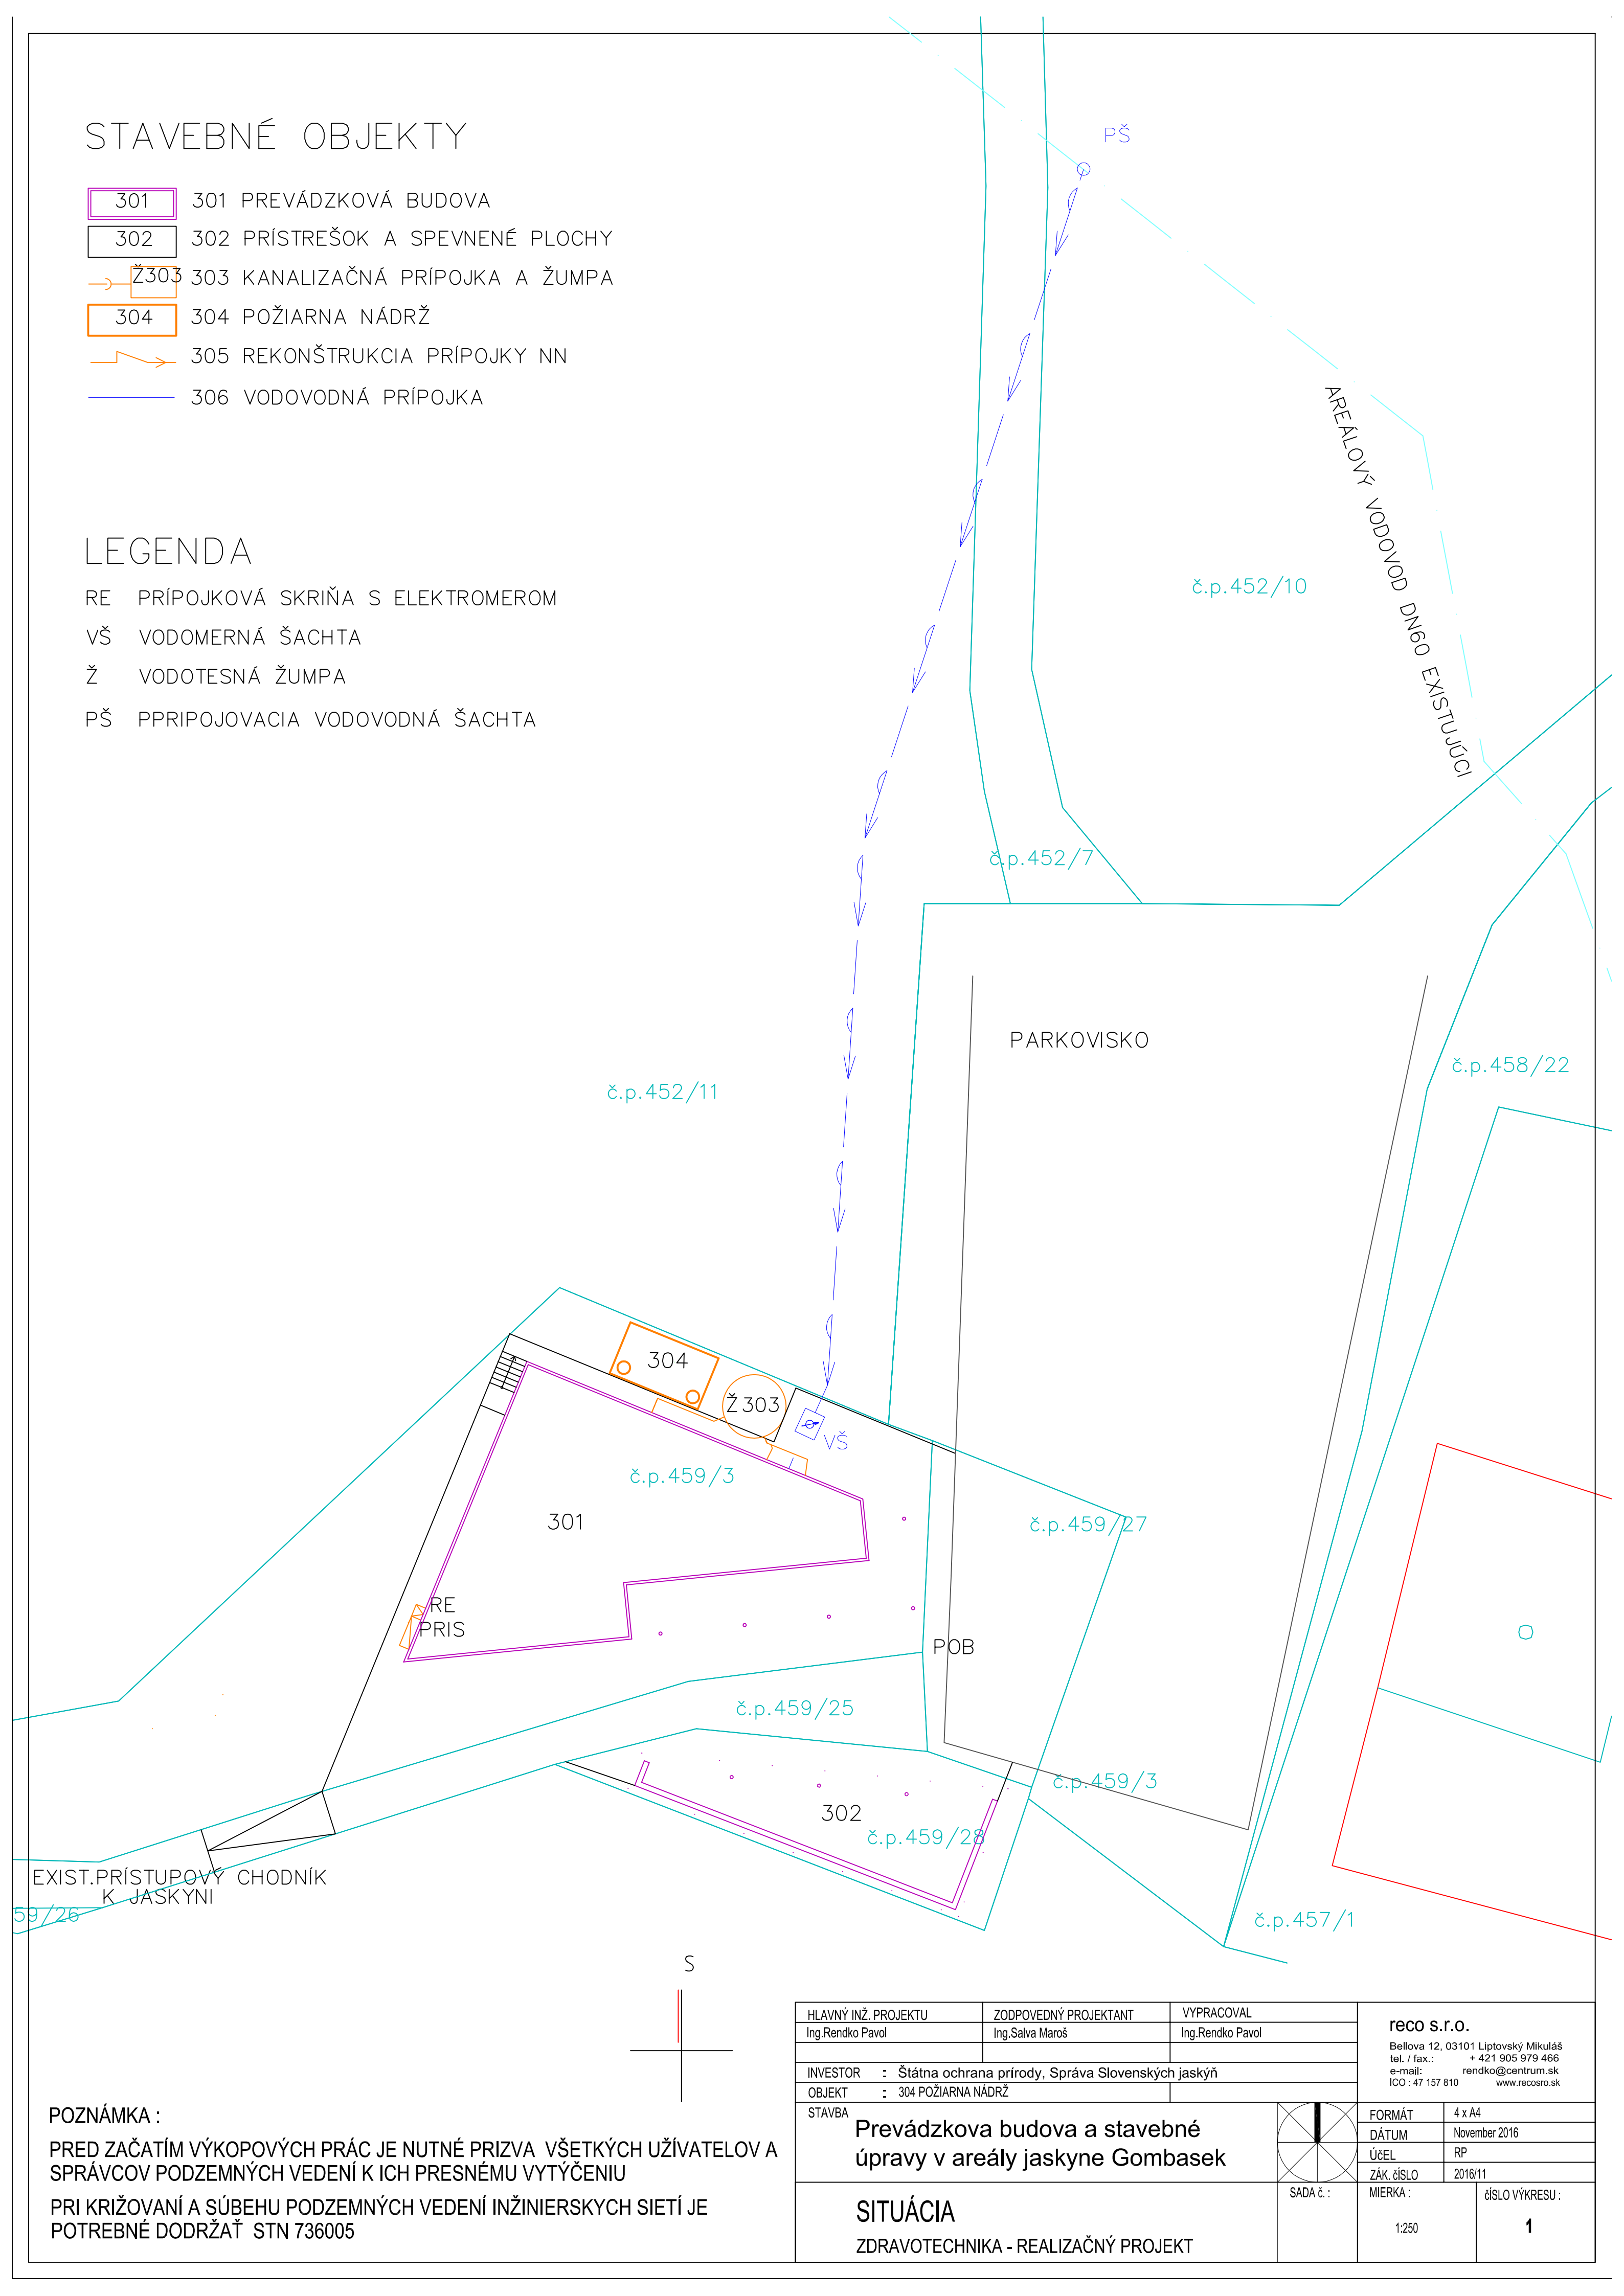 STAVEBNÉ OBJEKTY
301 301 PREVÁDZKOVÁ BUDOVA
302 302 PRÍSTREŠOK A SPEVNENÉ PLOCHY
Ž303 303 KANALIZAČNÁ PRÍPOJKA A ŽUMPA
304 304 POŽIARNA NÁDRŽ
305 REKONŠTRUKCIA PRÍPOJKY NN
306 VODOVODNÁ PRÍPOJKA
LEGENDA
RE PRÍPOJKOVÁ SKRIŇA S ELEKTROMEROM
VŠ VODOMERNÁ ŠACHTA
Ž VODOTESNÁ ŽUMPA
PŠ PPRIPOJOVACIA VODOVODNÁ ŠACHTA
PŠ
AREÁLOVÝ VODOVOD DN60 EXISTUJÚCI
č.p.452/10
č.p.452/7
PARKOVISKO
č.p.458/22
č.p.452/11
304
Ž303
VŠ
č.p.459/3
301
č.p.459/27
RE
PRIS
POB
č.p.459/25
č.p.459/3
302
č.p.459/28
EXIST.PRÍSTUPOVÝ CHODNÍK
K JASKYNI
59/26
č.p.457/1
S
POZNÁMKA :
PRED ZAČATÍM VÝKOPOVÝCH PRÁC JE NUTNÉ PRIZVA VŠETKÝCH UŽÍVATELOV A
SPRÁVCOV PODZEMNÝCH VEDENÍ K ICH PRESNÉMU VYTÝČENIU
PRI KRIŽOVANÍ A SÚBEHU PODZEMNÝCH VEDENÍ INŽINIERSKYCH SIETÍ JE
POTREBNÉ DODRŽAŤ STN 736005
HLAVNÝ INŽ. PROJEKTU ZODPOVEDNÝ PROJEKTANT VYPRACOVAL
Ing.Rendko Pavol Ing.Salva Maroš Ing.Rendko Pavol
INVESTOR : Štátna ochrana prírody, Správa Slovenských jaskýň
OBJEKT : 304 POŽIARNA NÁDRŽ
reco s.r.o.
Bellova 12, 03101 Liptovský Mikuláš
tel. / fax.: + 421 905 979 466
e-mail: rendko@centrum.sk
ICO : 47 157 810 www.recosro.sk
STAVBA
Prevádzkova budova a stavebné
úpravy v areály jaskyne Gombasek
FORMÁT 4 x A4
DÁTUM November 2016
ÚčEL RP
ZÁK. čÍSLO 2016/11
SITUÁCIA
ZDRAVOTECHNIKA - REALIZAČNÝ PROJEKT
SADA č. :
MIERKA :
1:250
čÍSLO VÝKRESU :
1